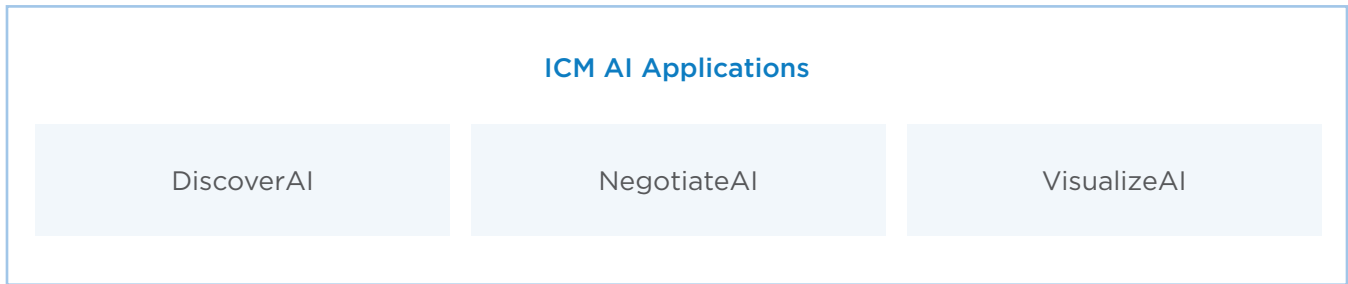 ICM AI Applications
DiscoverAI
NegotiateAI
VisualizeAI